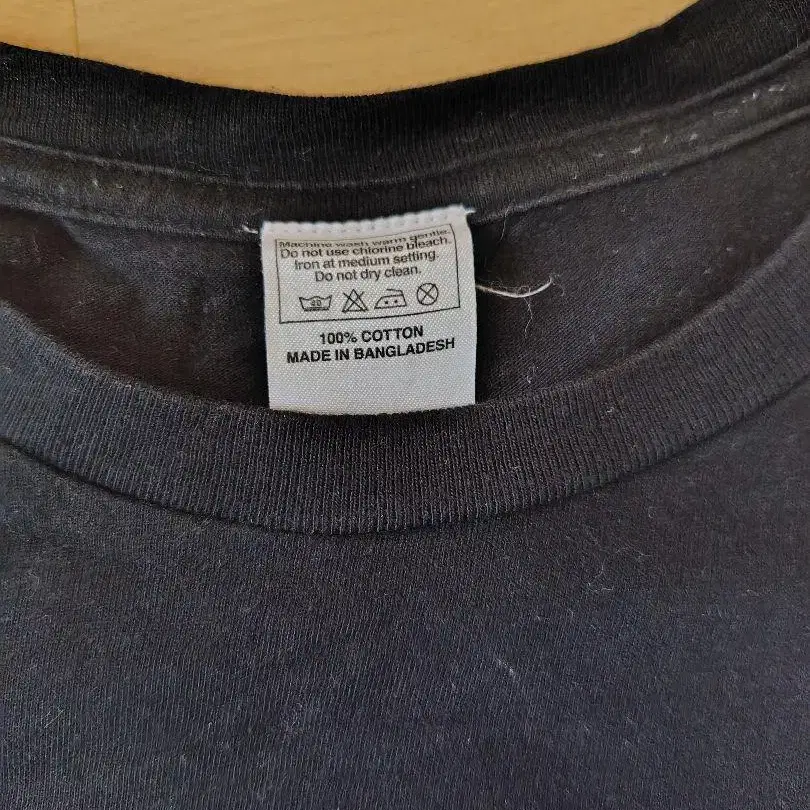 Machine wash warm gentle.
Do not use chlorine bleach.
Iron at medium setting.
Do not dry clean.
40
100% COTTON
MADE IN BANGLADESH